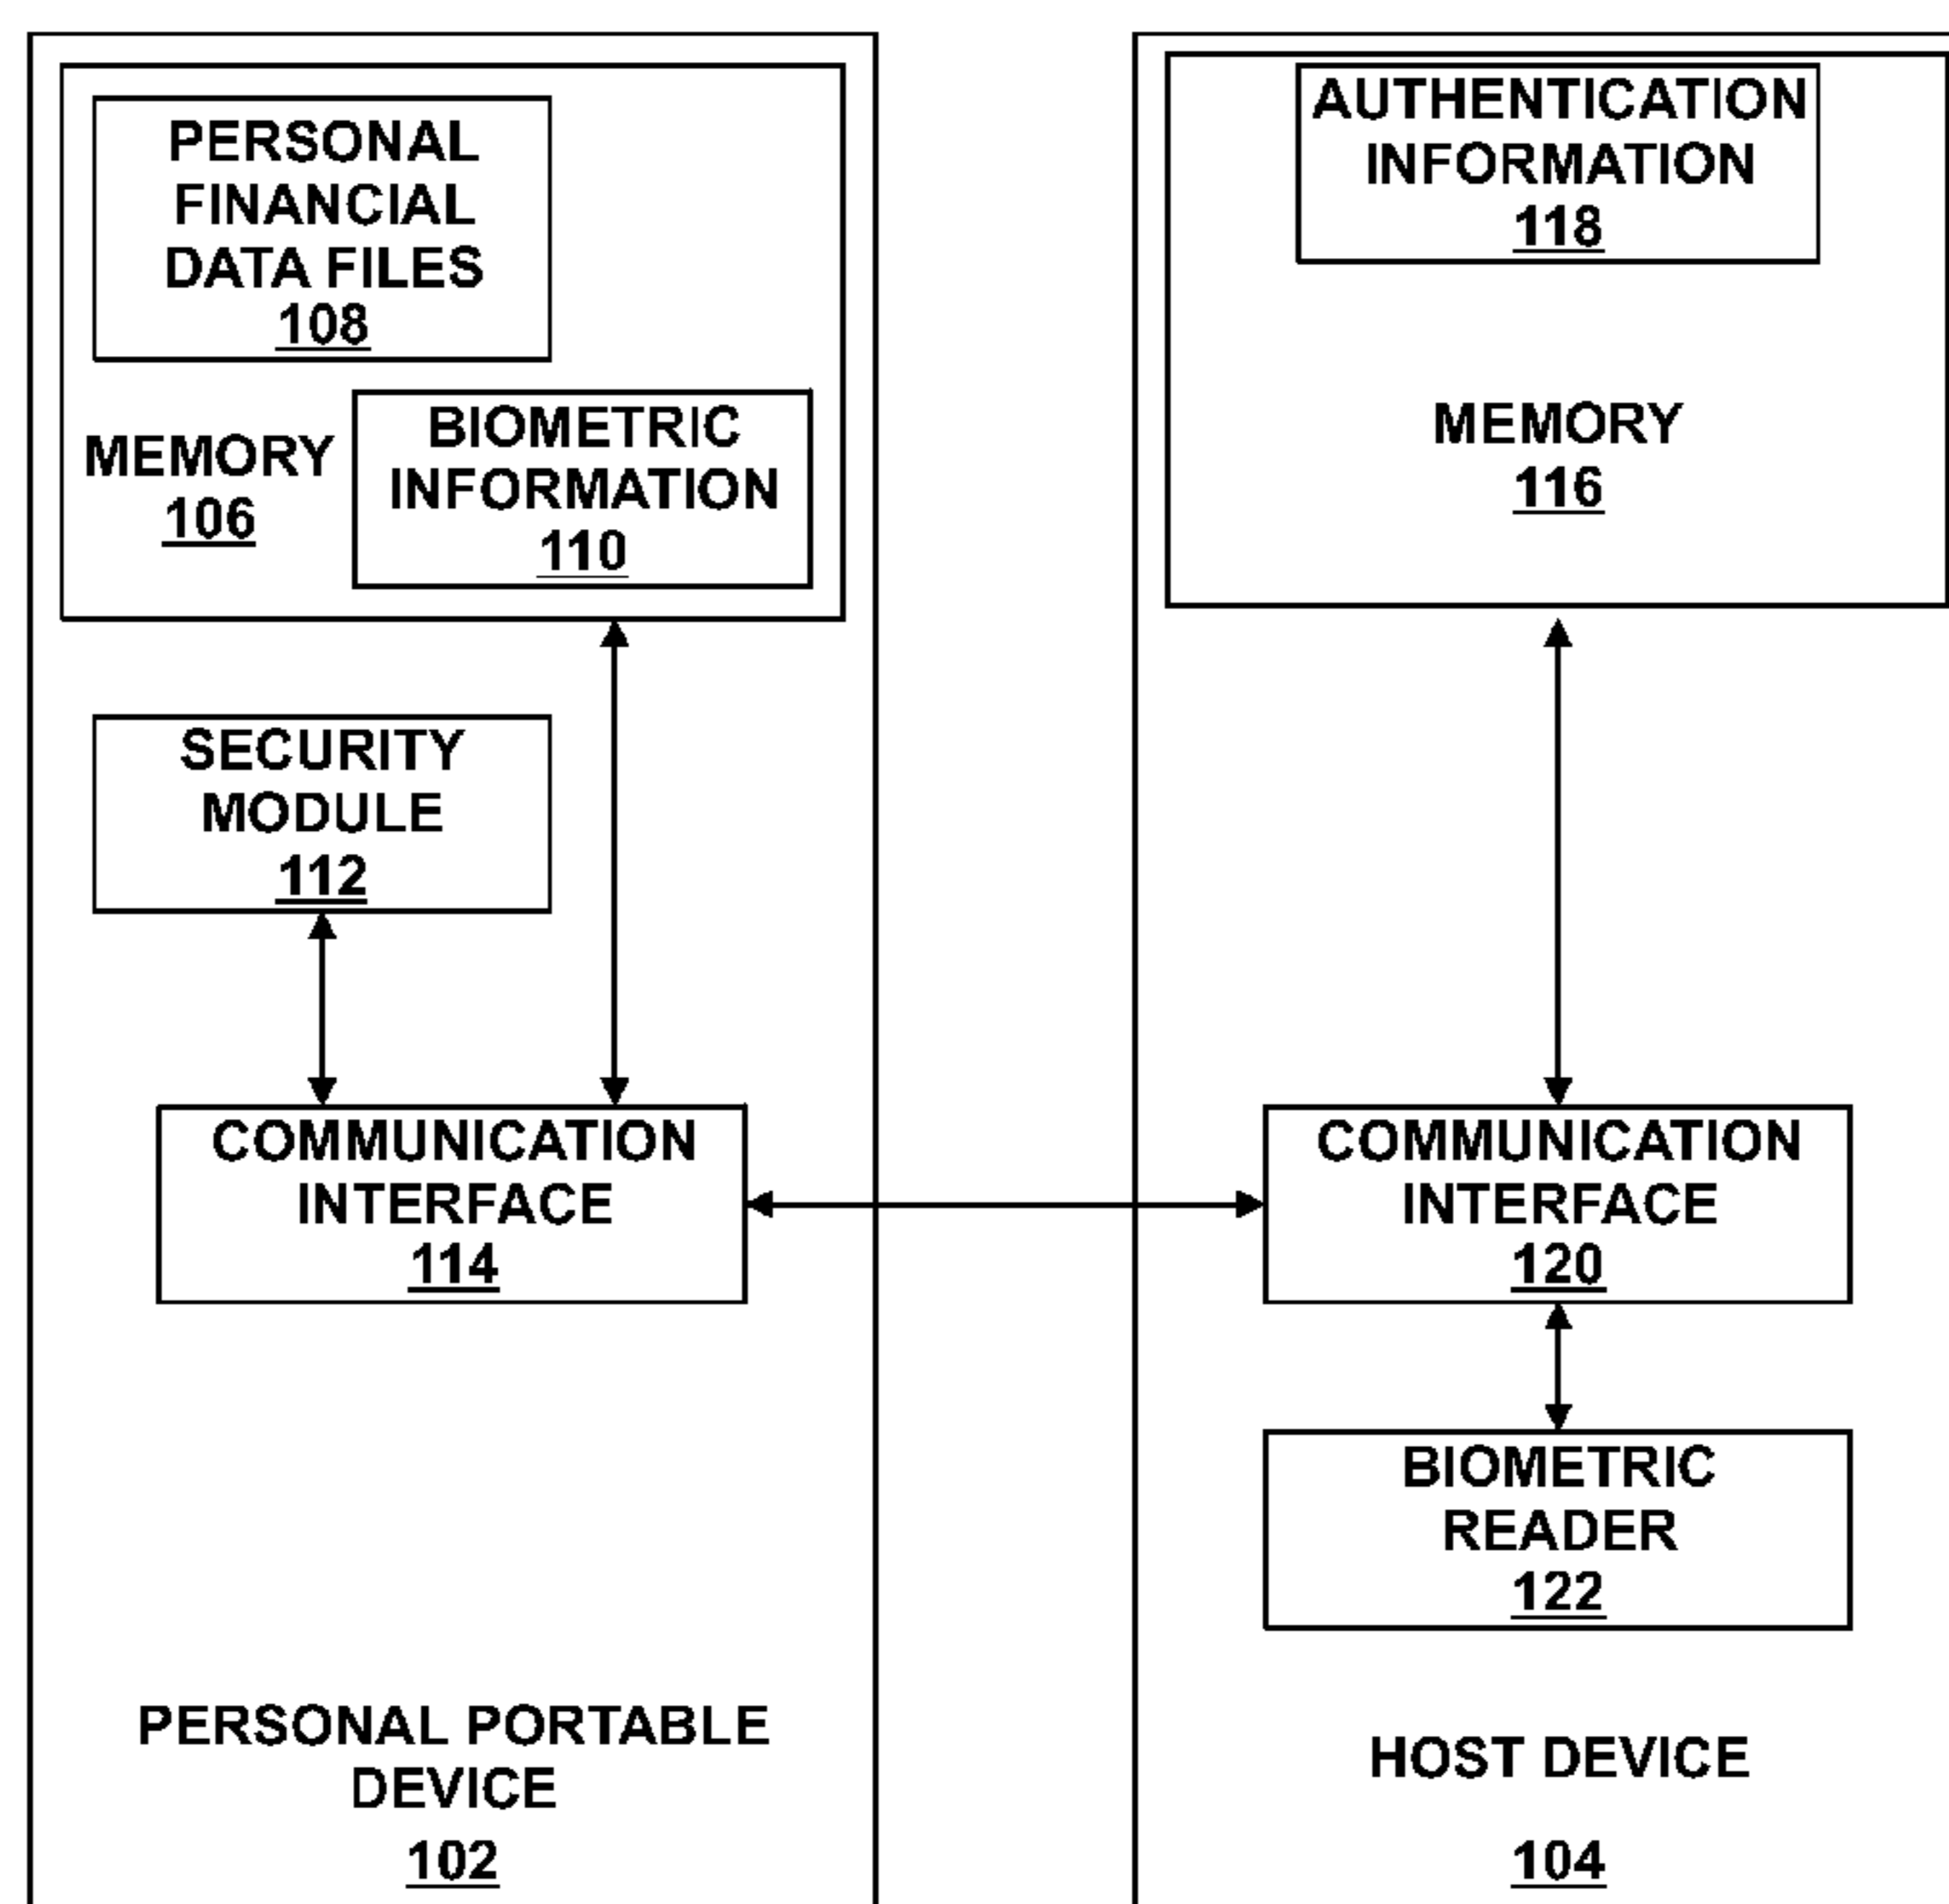 PERSONAL
FINANCIAL
DATA FILES
108
MEMORY
106
BIOMETRIC
INFORMATION
110
SECURITY
MODULE
112
COMMUNICATION
INTERFACE
114
PERSONAL PORTABLE
DEVICE
102
AUTHENTICATION
INFORMATION
118
MEMORY
116
COMMUNICATION
INTERFACE
120
BIOMETRIC
READER
122
HOST DEVICE
104